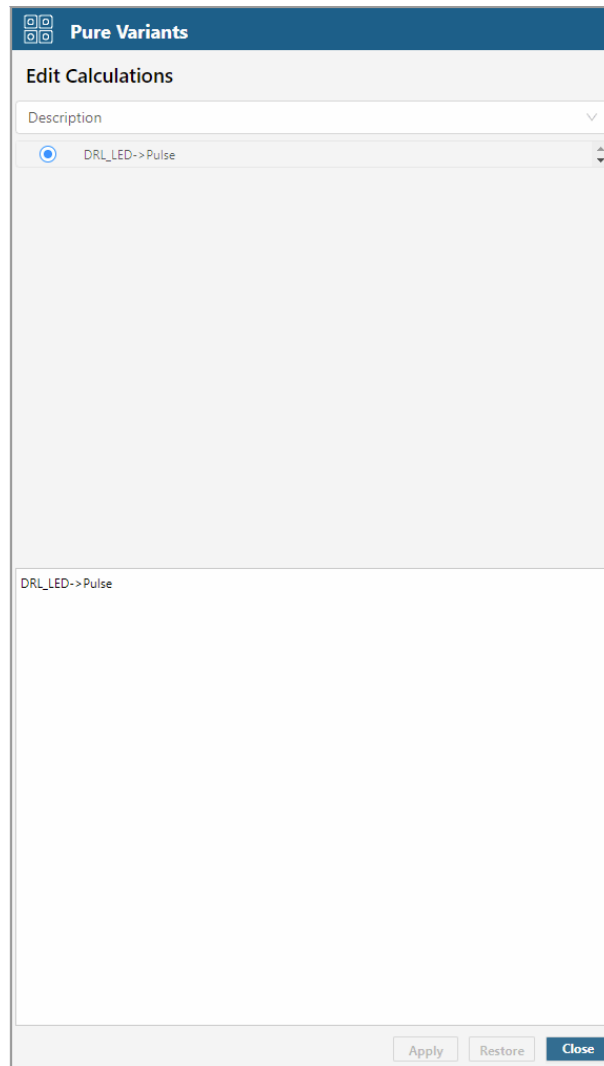 Pure Variants
Edit Calculations
Description
DRL_LED->Pulse
DRL_LED->Pulse
Apply Restore Close